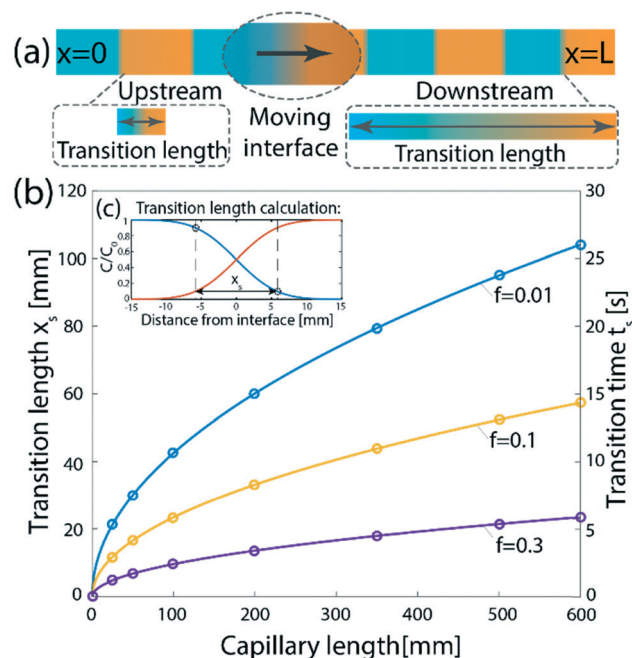 (a)
x=0
x=L
Upstream
Moving
interface
Downstream
Transition length
Transition length
(b)
(c)
Transition length calculation:
C/C₀
1
0.8
0.6
0.4
0.2
0
-15 -10 -5 0 5 10 15
x_s
Distance from interface [mm]
Transition length x_s [mm]
120
100
80
60
40
20
0
Transition time t_s [s]
30
25
20
15
10
5
0
f=0.01
f=0.1
f=0.3
0 100 200 300 400 500 600
Capillary length[mm]